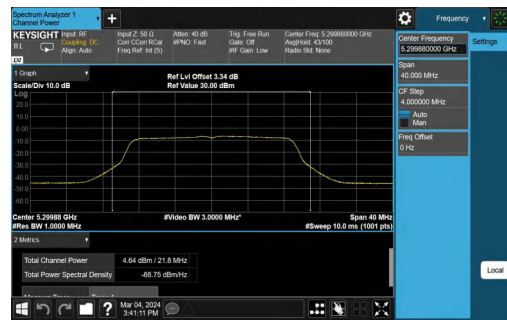 Spectrum Analyzer 1
Channel Power
Frequency
KEYSIGHT
Input: RF
Input Z: 50 Ω
Atten: 40 dB
Trig: Free Run
Center Freq: 5.299880000 GHz
R L
Coupling: DC
Corr CCorr RCal
#PNO: Fast
Gate: Off
Avg|Hold: 43/100
Align: Auto
Freq Ref: Int (S)
#IF Gain: Low
Radio Std: None
LXI
Center Frequency
5.299880000 GHz
Settings
Span
40.000 MHz
CF Step
4.000000 MHz
Auto
Man
Freq Offset
0 Hz
1 Graph
Ref Lvl Offset 3.34 dB
Scale/Div 10.0 dB
Ref Value 30.00 dBm
Log
20.0
10.0
0.00
-10.0
-20.0
-30.0
-40.0
-50.0
-60.0
Center 5.29988 GHz
#Video BW 3.0000 MHz*
Span 40 MHz
#Res BW 1.0000 MHz
#Sweep 10.0 ms (1001 pts)
2 Metrics
Total Channel Power
4.64 dBm / 21.8 MHz
Total Power Spectral Density
-68.75 dBm/Hz
Local
?
Mar 04, 2024
3:41:11 PM